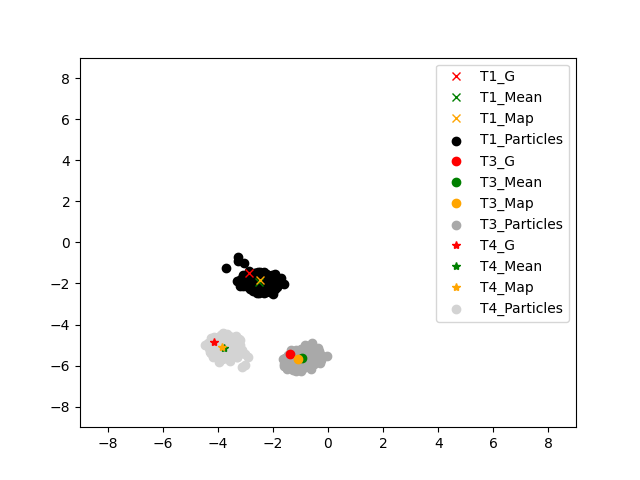 8
6
4
2
0
−2
−4
−6
−8
−8 −6 −4 −2 0 2 4 6 8
T1_G
T1_Mean
T1_Map
T1_Particles
T3_G
T3_Mean
T3_Map
T3_Particles
T4_G
T4_Mean
T4_Map
T4_Particles